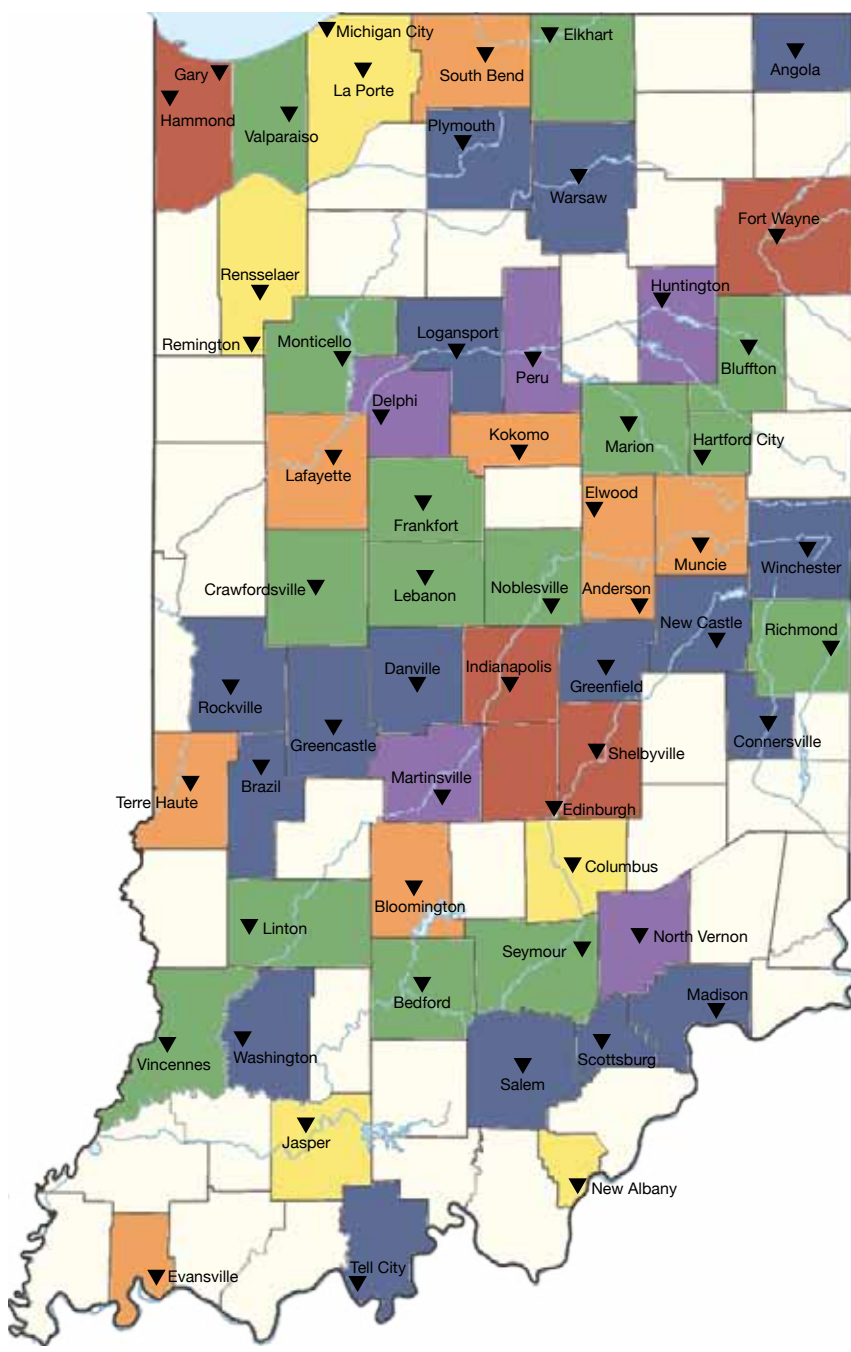 Michigan City
Elkhart
Gary
South Bend
Angola
La Porte
Hammond
Valparaiso
Plymouth
Warsaw
Fort Wayne
Rensselaer
Huntington
Remington
Monticello
Logansport
Peru
Bluffton
Delphi
Kokomo
Marion
Hartford City
Lafayette
Elwood
Frankfort
Muncie
Winchester
Crawfordsville
Lebanon
Noblesville
Anderson
New Castle
Richmond
Danville
Indianapolis
Greenfield
Rockville
Greencastle
Connersville
Shelbyville
Brazil
Martinsville
Terre Haute
Edinburgh
Columbus
Bloomington
Linton
North Vernon
Seymour
Bedford
Madison
Vincennes
Washington
Scottsburg
Salem
Jasper
New Albany
Tell City
Evansville